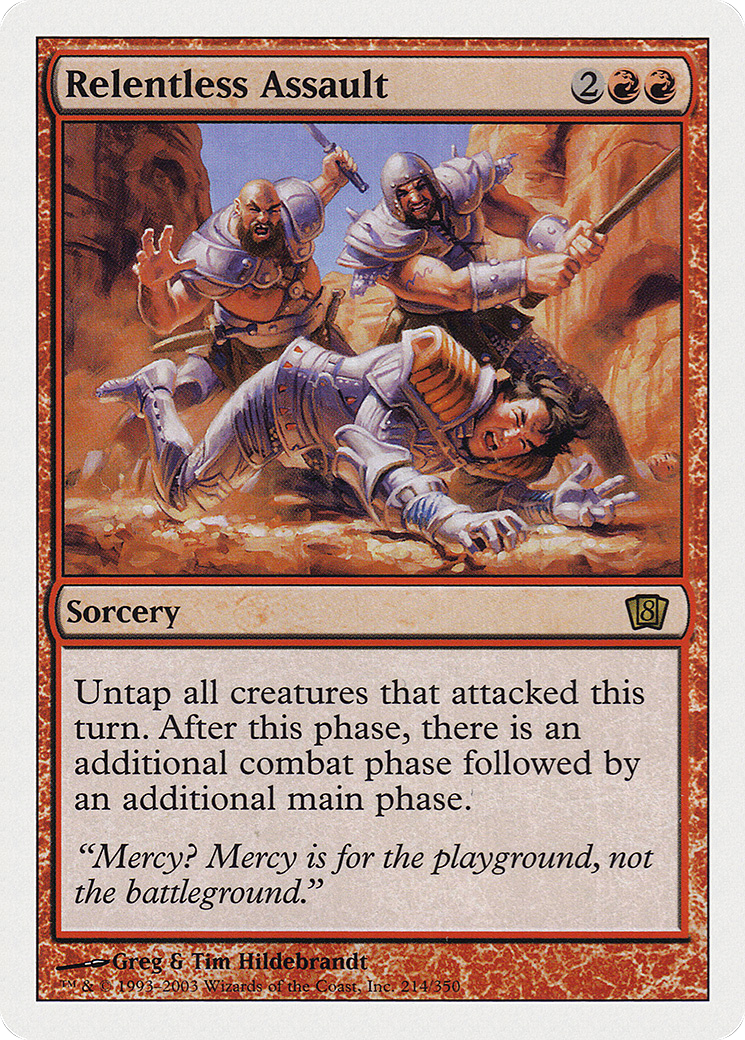 Relentless Assault 2
Sorcery 8
Untap all creatures that attacked this
turn. After this phase, there is an
additional combat phase followed by
an additional main phase.
“Mercy? Mercy is for the playground, not
the battleground.”
Greg & Tim Hildebrandt
™ & © 1993–2003 Wizards of the Coast, Inc. 214/350